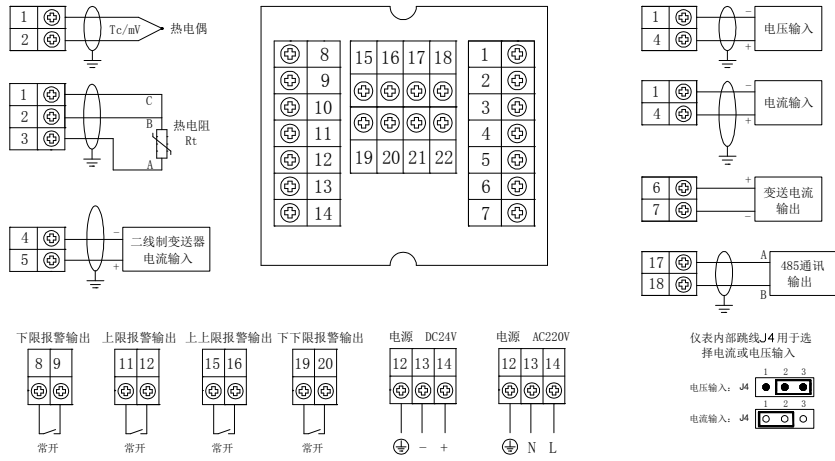 1
2
Tc/mV
热电偶
1
2
3
C
B
A
热电阻
Rt
4
5
-
+
二线制变送器
电流输入
8
9
10
11
12
13
14
15 16 17 18
19 20 21 22
1
2
3
4
5
6
7
1
4
-
+
电压输入
1
4
-
+
电流输入
6
7
+
-
变送电流
输出
17
18
A
B
485通讯
输出
下限报警输出
8 9
常开
上限报警输出
11 12
常开
上上限报警输出
15 16
常开
下下限报警输出
19 20
常开
电源 DC24V
12 13 14
- +
电源 AC220V
12 13 14
N L
仪表内部跳线J4用于选
择电流或电压输入
1 2 3
电压输入: J4
1 2 3
电流输入: J4